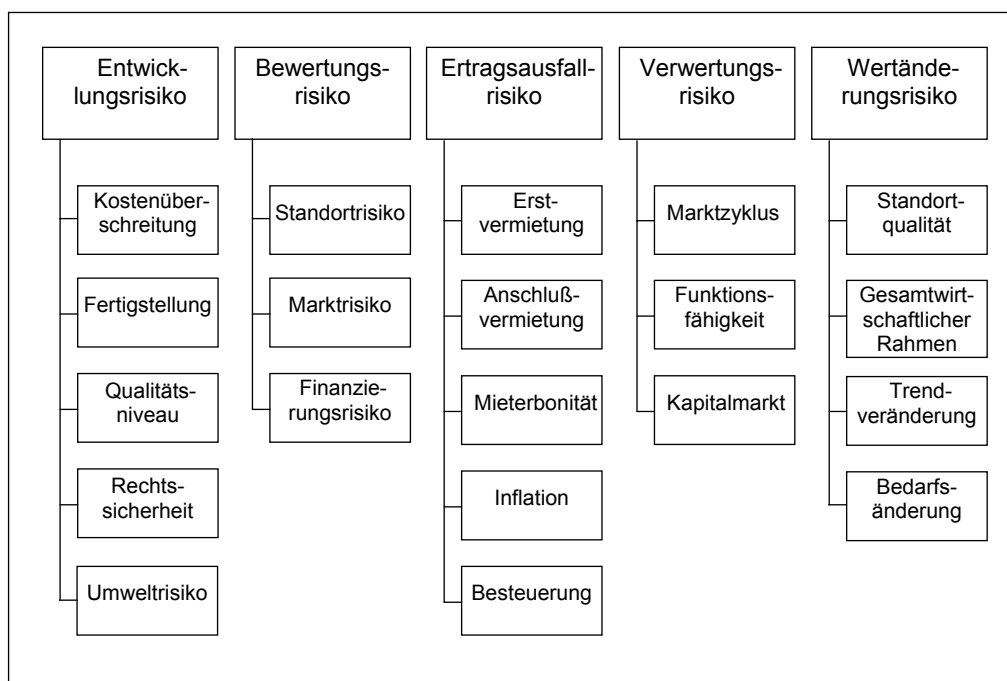 Entwick-
lungsrisiko
Kostenüber-
schreitung
Fertigstellung
Qualitäts-
niveau
Rechts-
sicherheit
Umweltrisiko
Bewertungs-
risiko
Standortrisiko
Marktrisiko
Finanzie-
rungsrisiko
Ertragsausfall-
risiko
Erst-
vermietung
Anschluß-
vermietung
Mieterbonität
Inflation
Besteuerung
Verwertungs-
risiko
Marktzyklus
Funktions-
fähigkeit
Kapitalmarkt
Wertände-
rungsrisiko
Standort-
qualität
Gesamtwirt-
schaftlicher
Rahmen
Trend-
veränderung
Bedarfs-
änderung